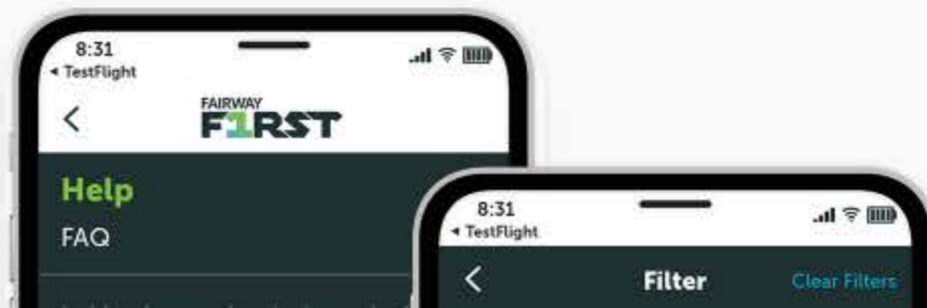 8:31
◂ TestFlight
FAIRWAY
F1RST
Help
FAQ
8:31
◂ TestFlight
Filter
Clear Filters